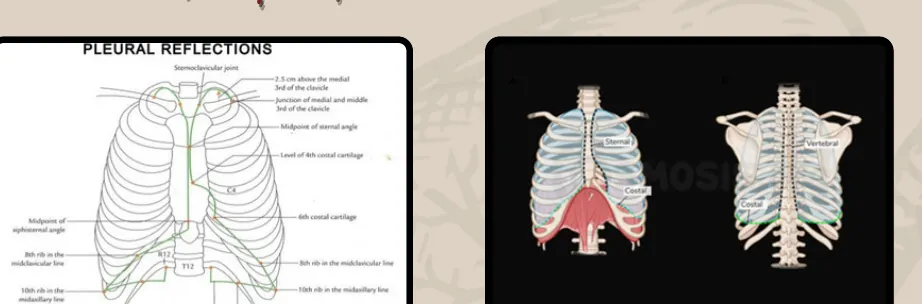 PLEURAL REFLECTIONS
Sternoclavicular joint
2.5 cm above the medial
3rd of the clavicle
Junction of medial and middle
3rd of the clavicle
Midpoint of sternal angle
Level of 4th costal cartilage
C4
6th costal cartilage
Midpoint of
xiphisternal angle
8th rib in the
midclavicular line
R12
T12
8th rib in the midclavicular line
10th rib in the
midaxillary line
10th rib in the midaxillary line
Sternal
Costal
Vertebral
Costal